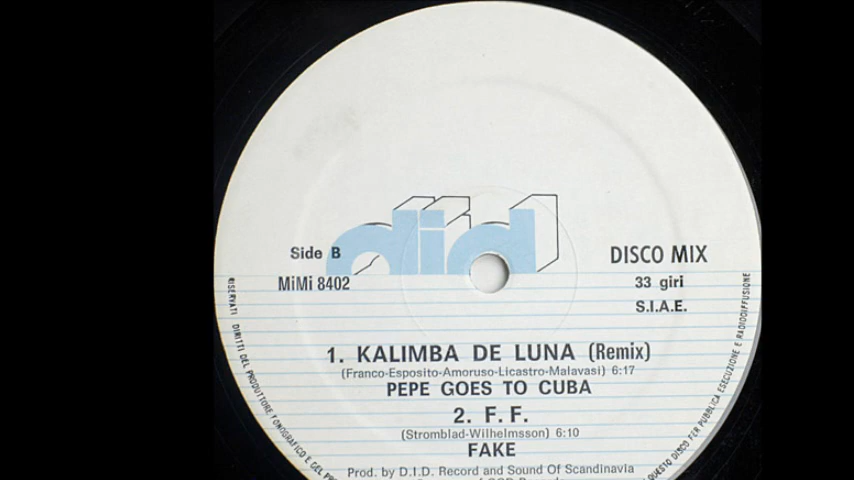 did
Side B
MiMi 8402
DISCO MIX
33 giri
S.I.A.E.
1. KALIMBA DE LUNA (Remix)
(Franco-Esposito-Amoruso-Licastro-Malavasi) 6:17
PEPE GOES TO CUBA
2. F. F.
(Stromblad-Wilhelmsson) 6:10
FAKE
Prod. by D.I.D. Record and Sound Of Scandinavia
RISERVATI DIRITTI DEL PRODUTTORE FONOGRAFICO E GEL
QUESTO DISCO PER PUBBLICA ESECUZIONE E RADIODIFFUSIONE